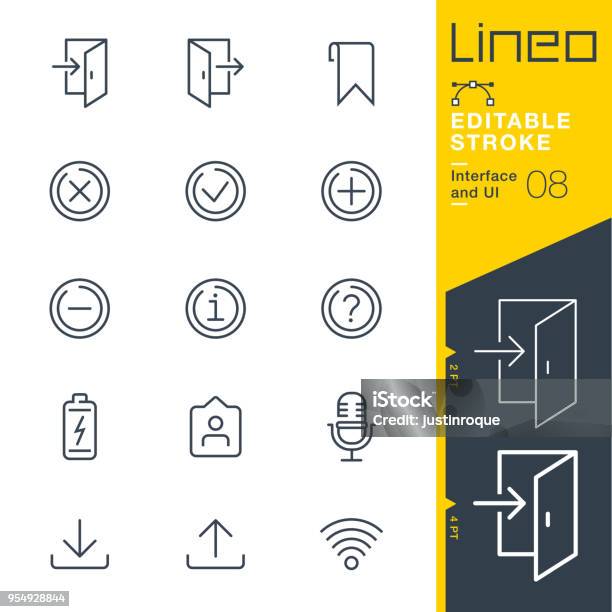 Lineo
EDITABLE
STROKE
Interface
and UI
08
2 PT
iStock
Credit: justinroque
4 PT
954928844